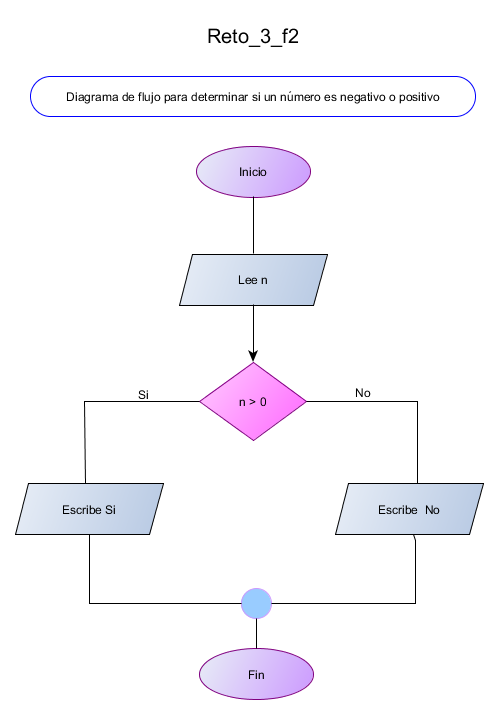 Reto_3_f2
Diagrama de flujo para determinar si un número es negativo o positivo
Inicio
Lee n
n > 0
Si
No
Escribe Si
Escribe No
Fin